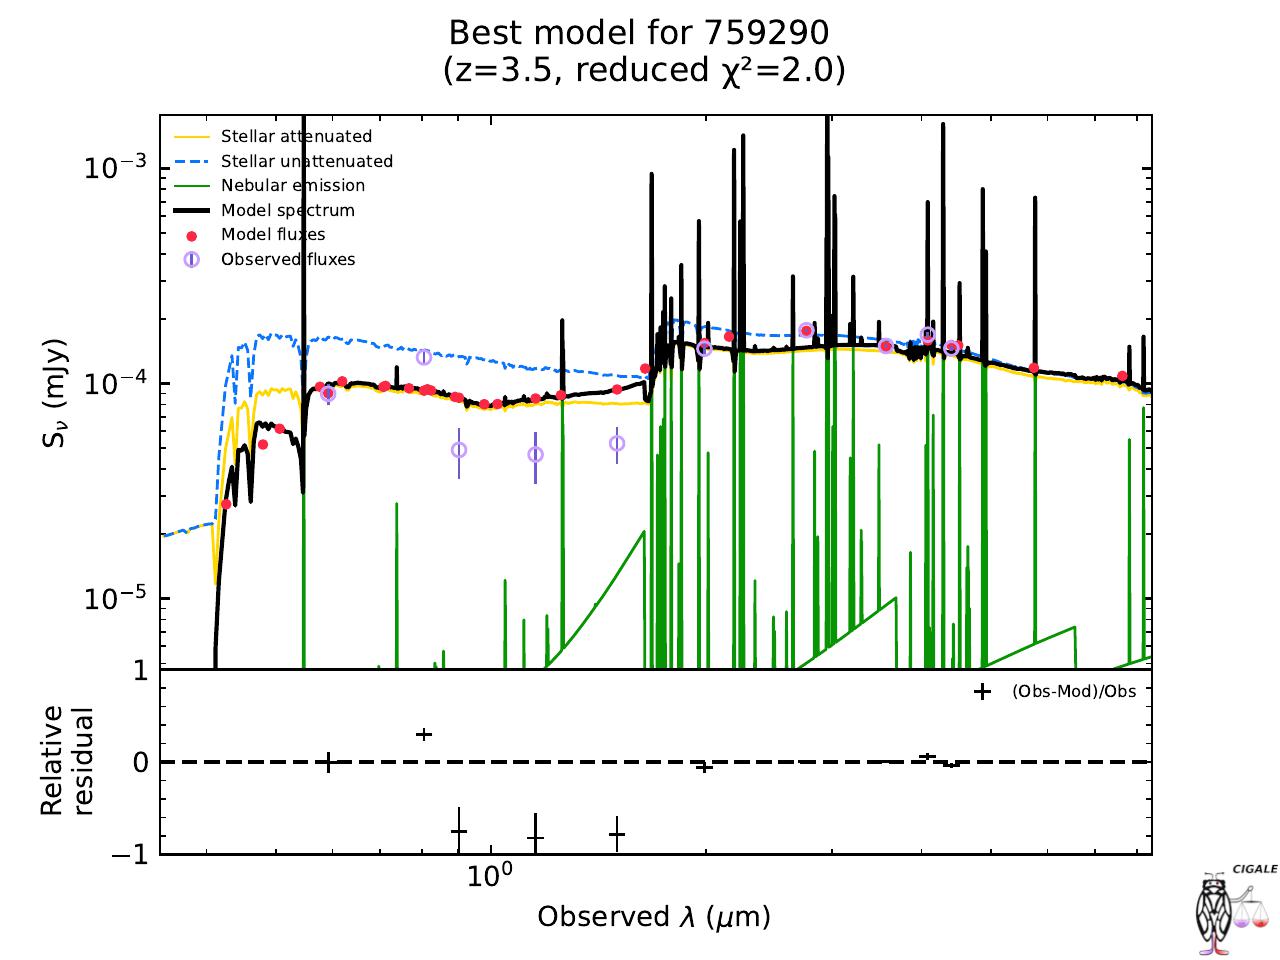 Best model for 759290
(z=3.5, reduced χ²=2.0)
Stellar attenuated
Stellar unattenuated
Nebular emission
Model spectrum
Model fluxes
Observed fluxes
10⁻³
10⁻⁴
10⁻⁵
Sν (mJy)
1
0
−1
Relative
residual
(Obs-Mod)/Obs
10⁰
Observed λ (μm)
CIGALE